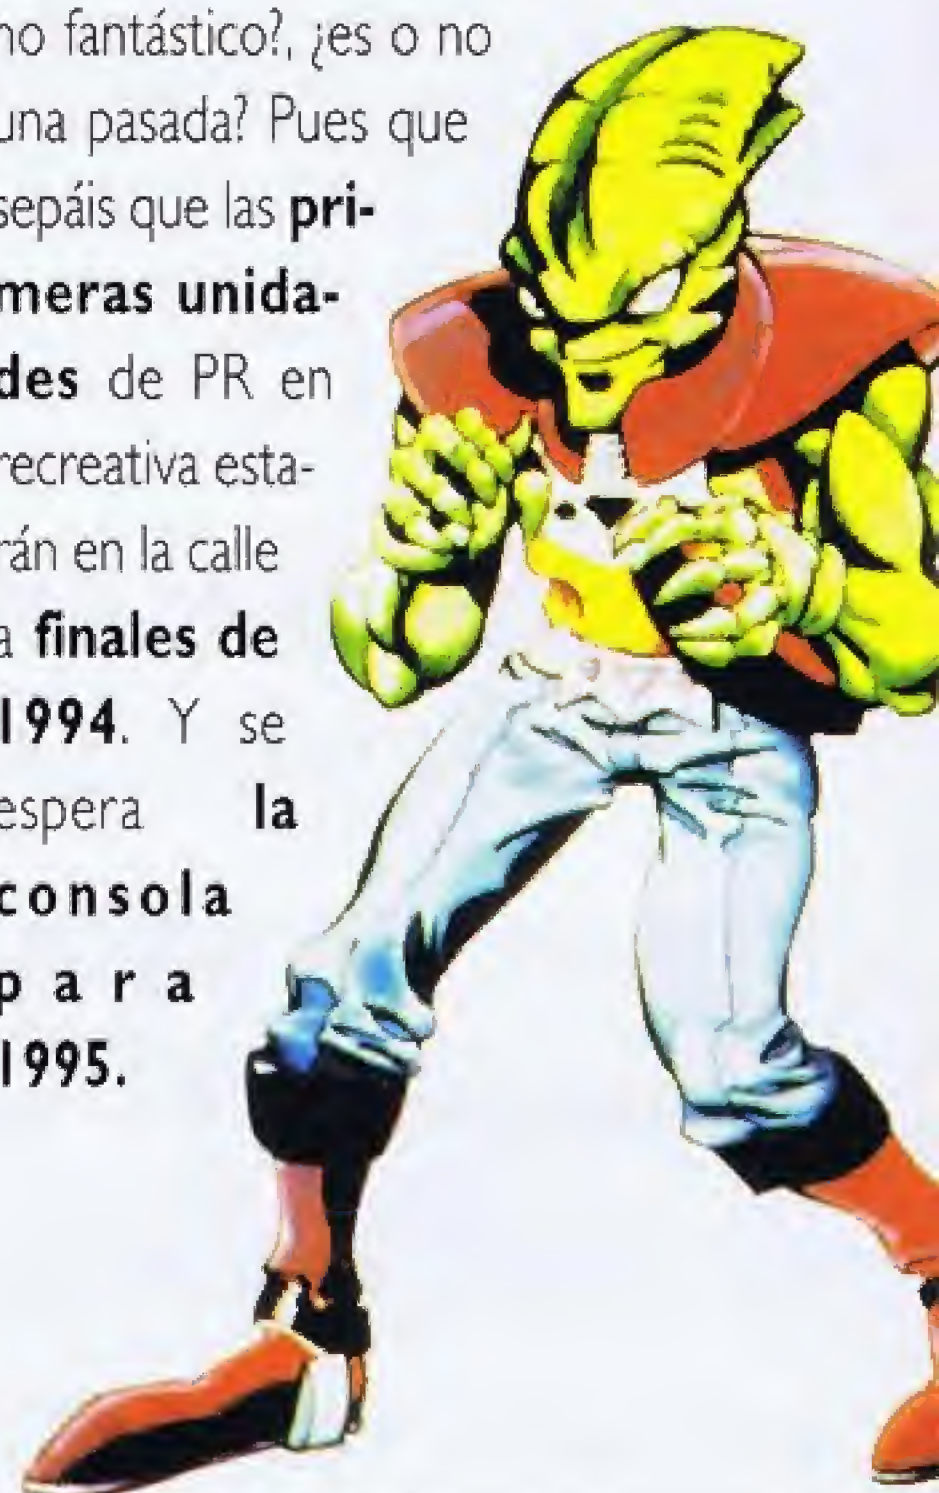 no fantástico?, ¿es o no
una pasada? Pues que
sepáis que las pri-
meras unida-
des de PR en
recreativa esta-
rán en la calle
a finales de
1994. Y se
espera la
consola
para
1995.